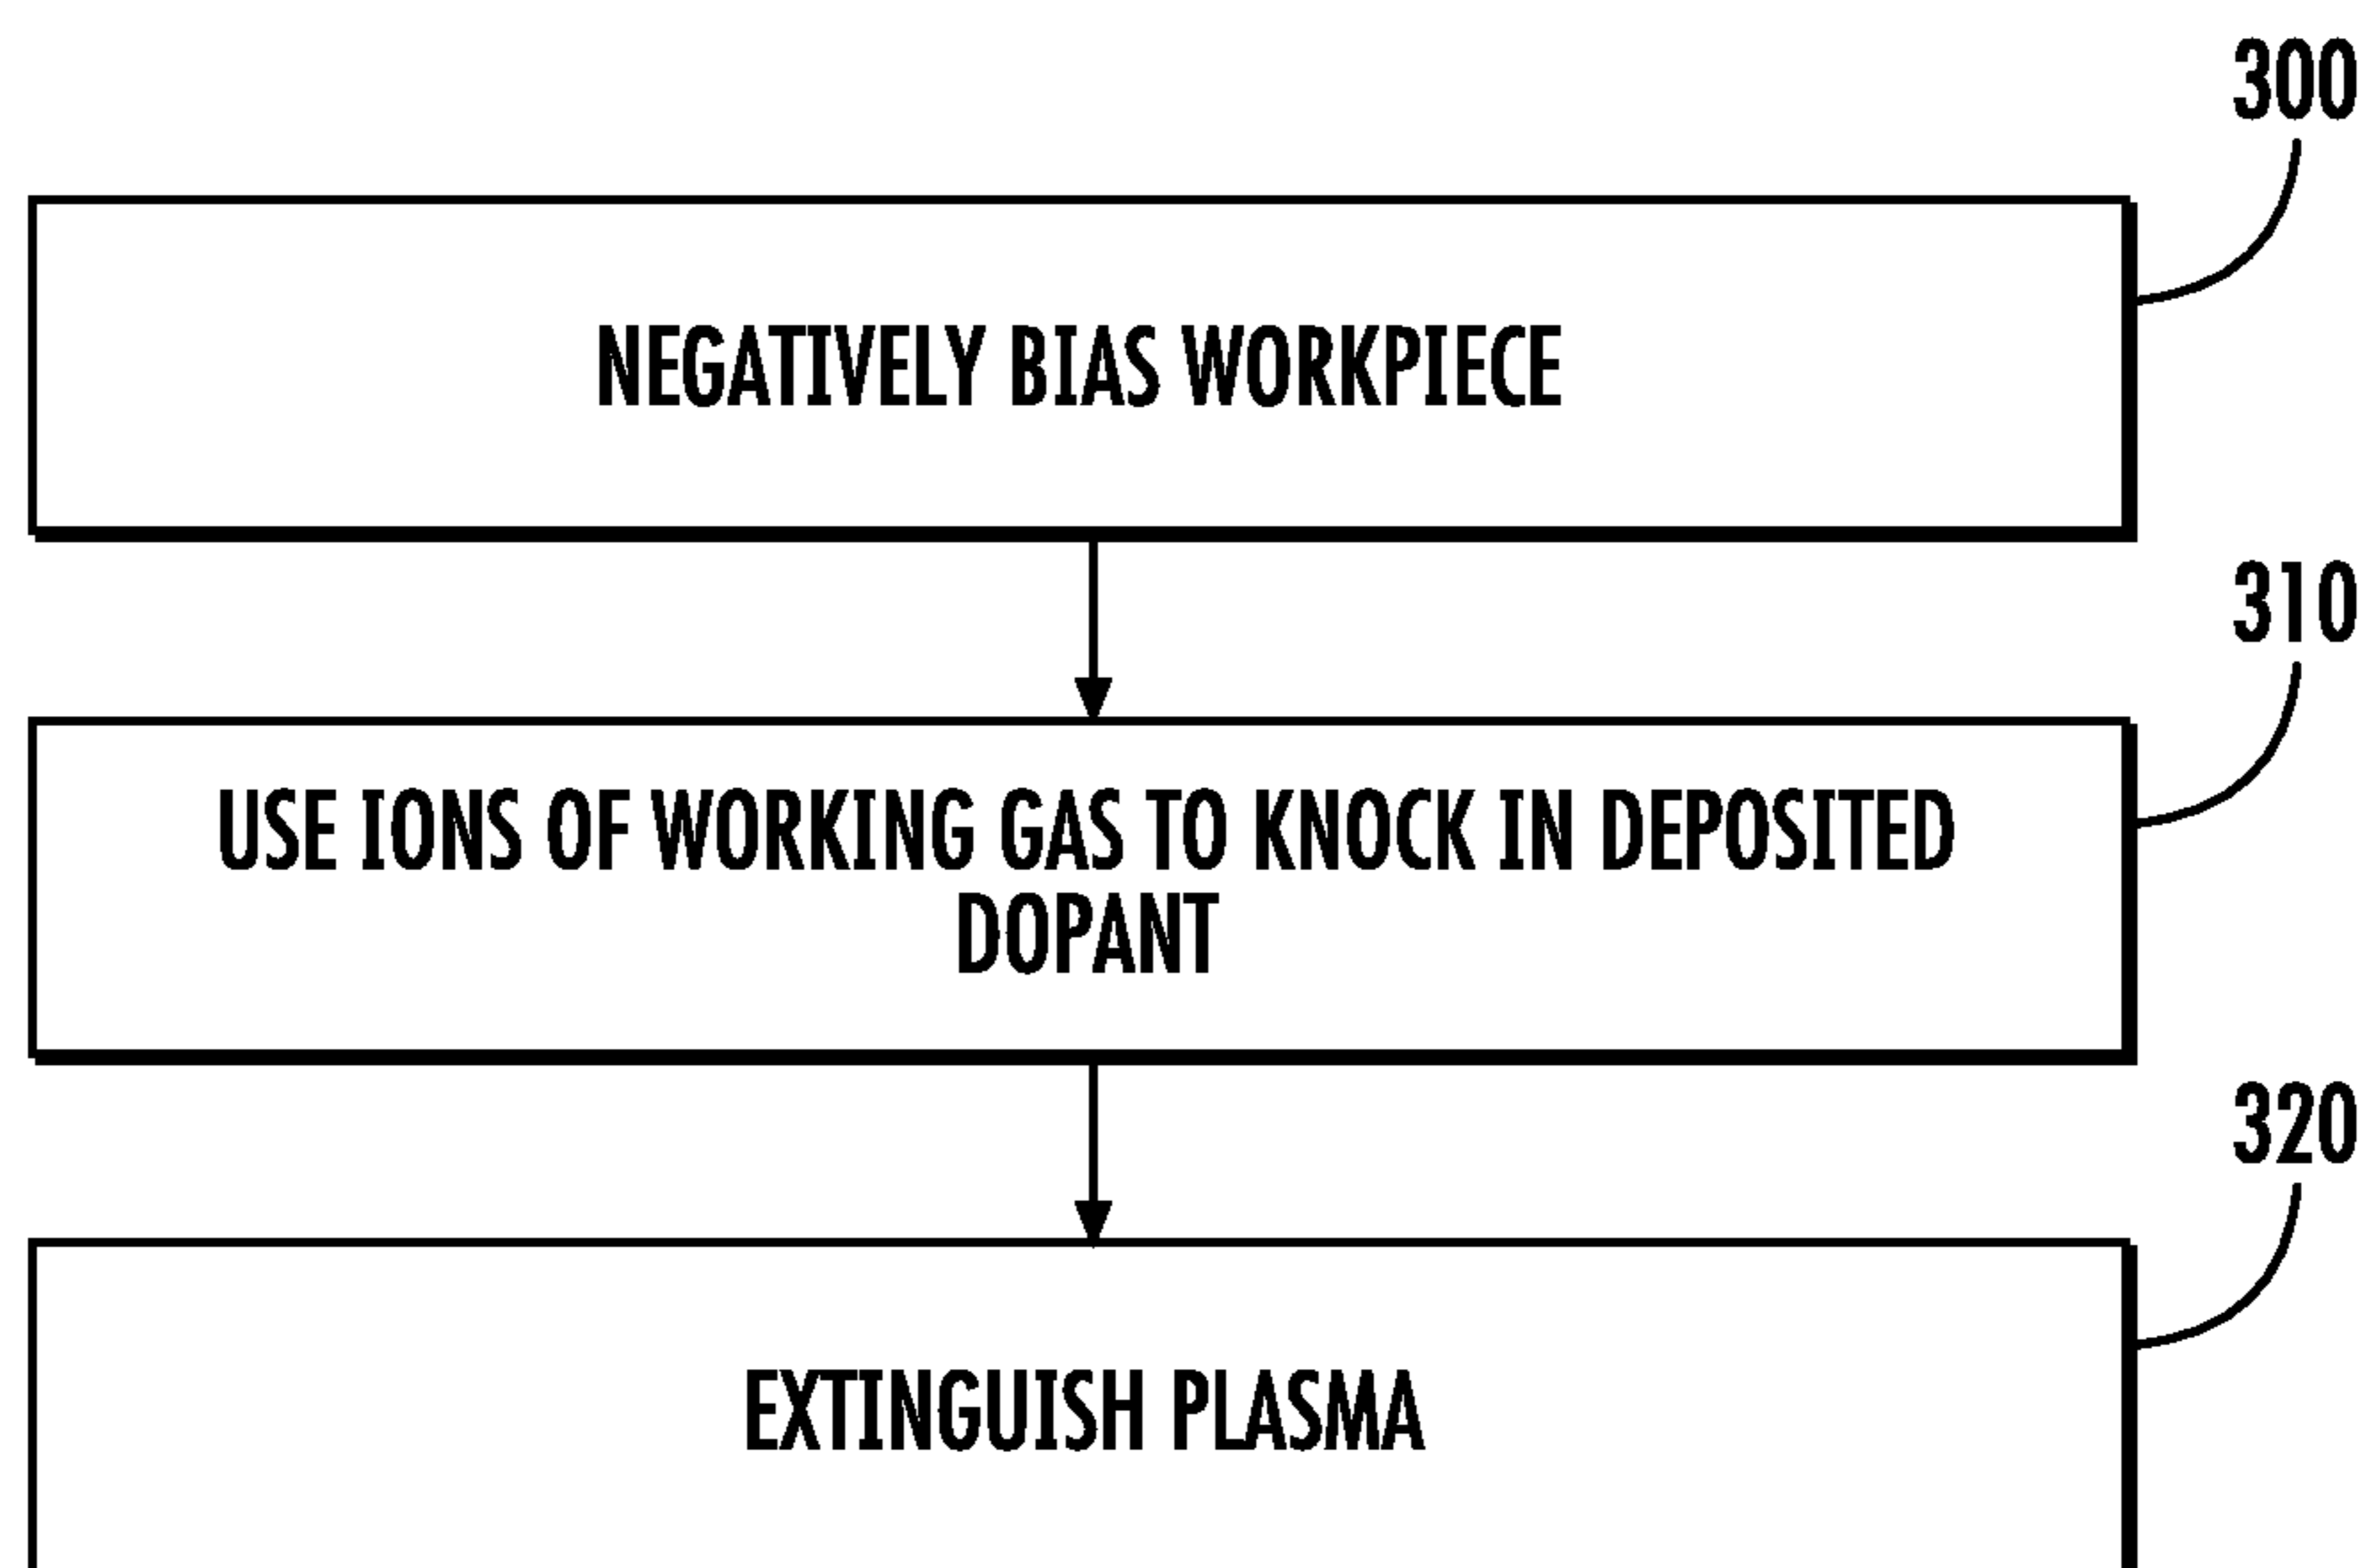 300
NEGATIVELY BIAS WORKPIECE
310
USE IONS OF WORKING GAS TO KNOCK IN DEPOSITED
DOPANT
320
EXTINGUISH PLASMA